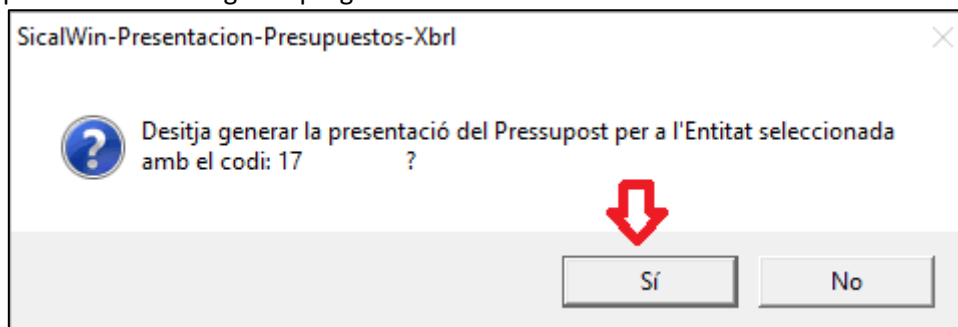 SicalWin-Presentacion-Presupuestos-Xbrl
Desitja generar la presentació del Pressupost per a l'Entitat seleccionada
amb el codi: 17 ?
Sí No